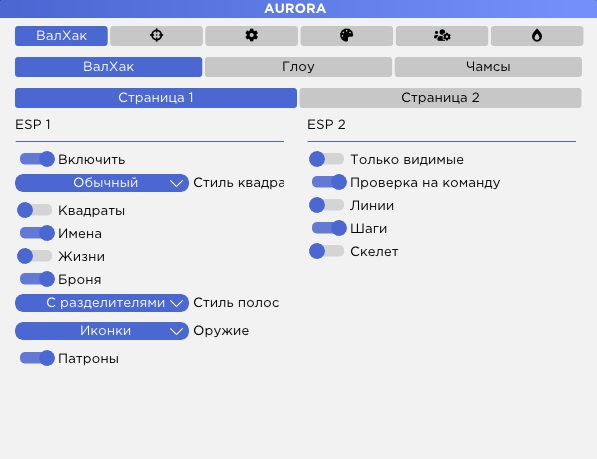 AURORA
ВалХак
ВалХак Глоу Чамсы
Страница 1 Страница 2
ESP 1
Включить
Обычный Стиль квадра
Квадраты
Имена
Жизни
Броня
С разделителями Стиль полос
Иконки Оружие
Патроны
ESP 2
Только видимые
Проверка на команду
Линии
Шаги
Скелет